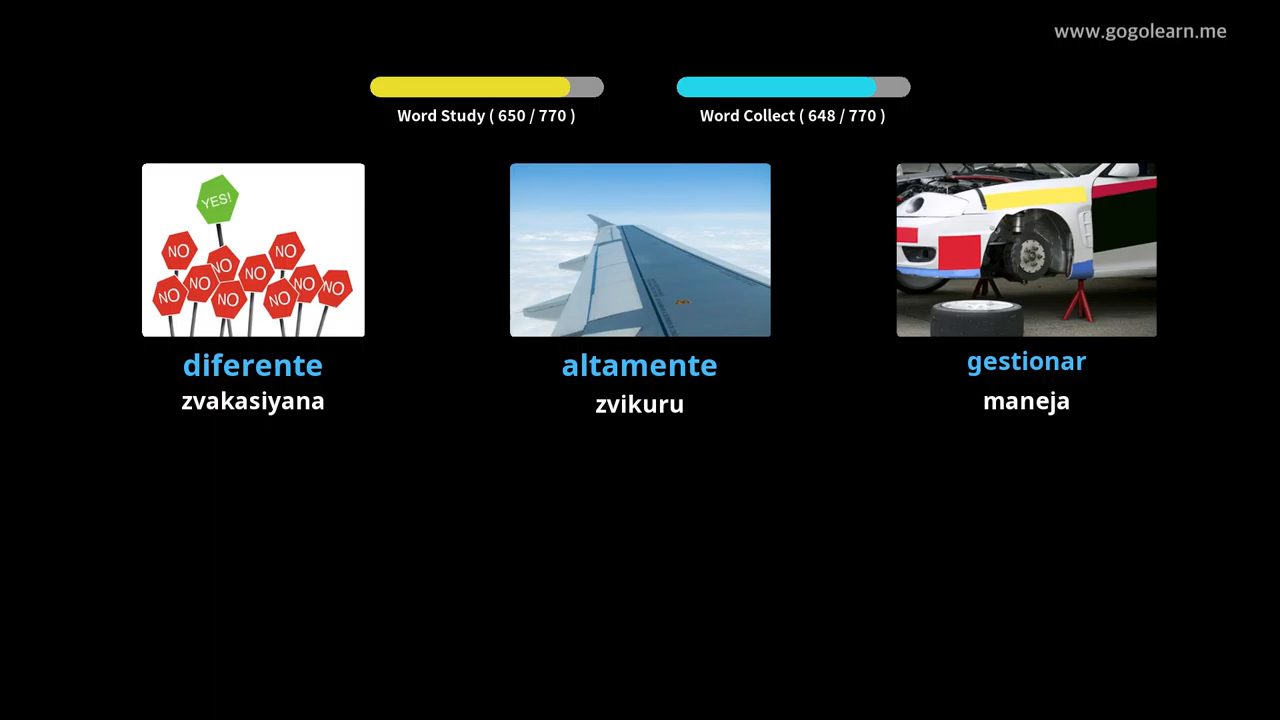 www.gogolearn.me
Word Study ( 650 / 770 )
Word Collect ( 648 / 770 )
YES!
NO
NO
NO
NO
NO
NO
NO
NO
NO
NO
diferente
zvakasiyana
altamente
zvikuru
gestionar
maneja